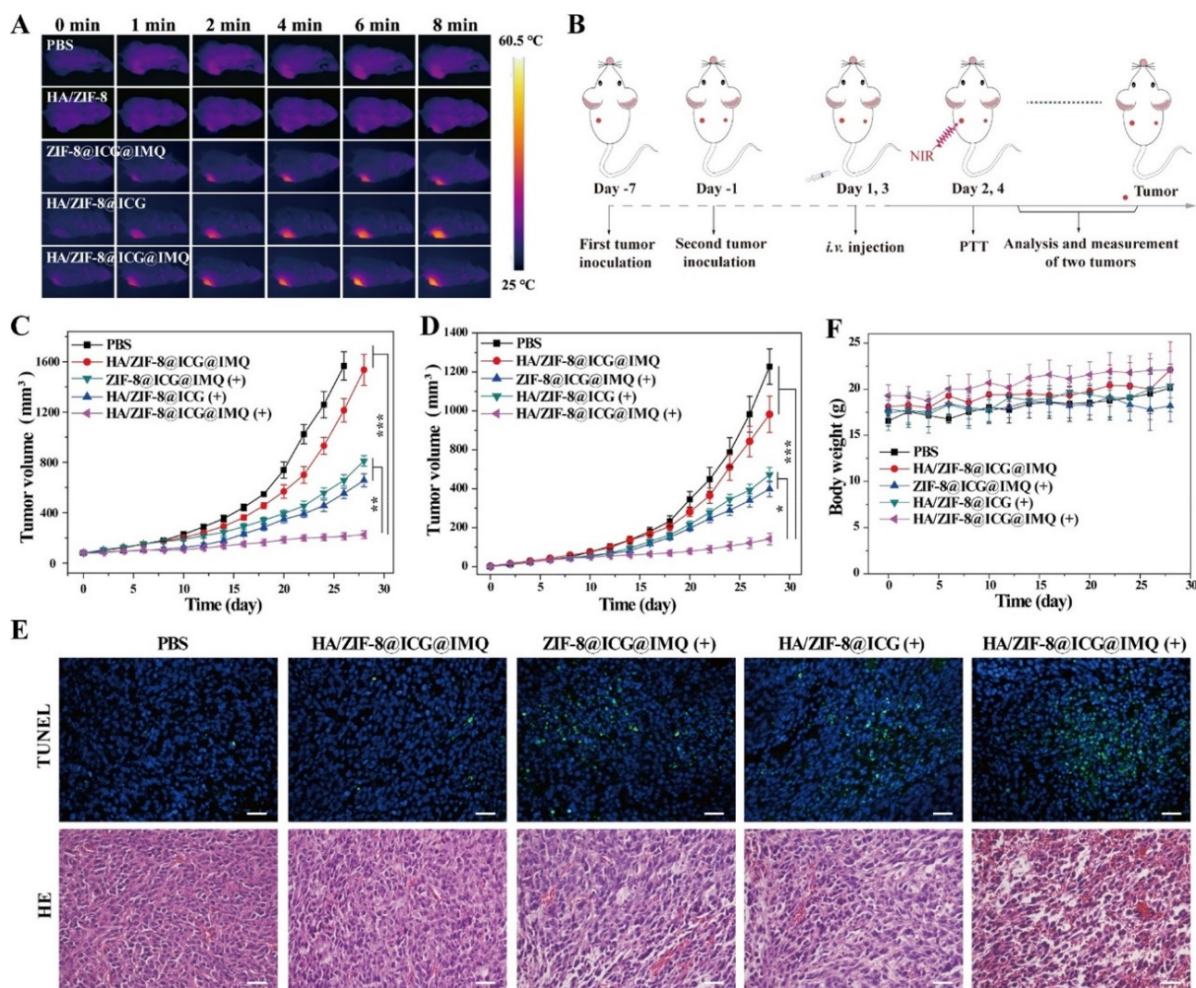 A
0 min 1 min 2 min 4 min 6 min 8 min
PBS
HA/ZIF-8
ZIF-8@ICG@IMQ
HA/ZIF-8@ICG
HA/ZIF-8@ICG@IMQ
60.5 °C
25 °C
B
NIR
Day -7 Day -1 Day 1, 3 Day 2, 4 Tumor
First tumor inoculation
Second tumor inoculation
i.v. injection
PTT
Analysis and measurement of two tumors
C
Tumor volume (mm³)
1600
1200
800
400
0
PBS
HA/ZIF-8@ICG@IMQ
ZIF-8@ICG@IMQ (+)
HA/ZIF-8@ICG (+)
HA/ZIF-8@ICG@IMQ (+)
***
**
0 5 10 15 20 25 30
Time (day)
D
Tumor volume (mm³)
1400
1200
1000
800
600
400
200
0
PBS
HA/ZIF-8@ICG@IMQ
ZIF-8@ICG@IMQ (+)
HA/ZIF-8@ICG (+)
HA/ZIF-8@ICG@IMQ (+)
***
*
0 5 10 15 20 25 30
Time (day)
F
Body weight (g)
25
20
15
10
5
0
PBS
HA/ZIF-8@ICG@IMQ
ZIF-8@ICG@IMQ (+)
HA/ZIF-8@ICG (+)
HA/ZIF-8@ICG@IMQ (+)
0 5 10 15 20 25 30
Time (day)
E
PBS HA/ZIF-8@ICG@IMQ ZIF-8@ICG@IMQ (+) HA/ZIF-8@ICG (+) HA/ZIF-8@ICG@IMQ (+)
TUNEL
HE